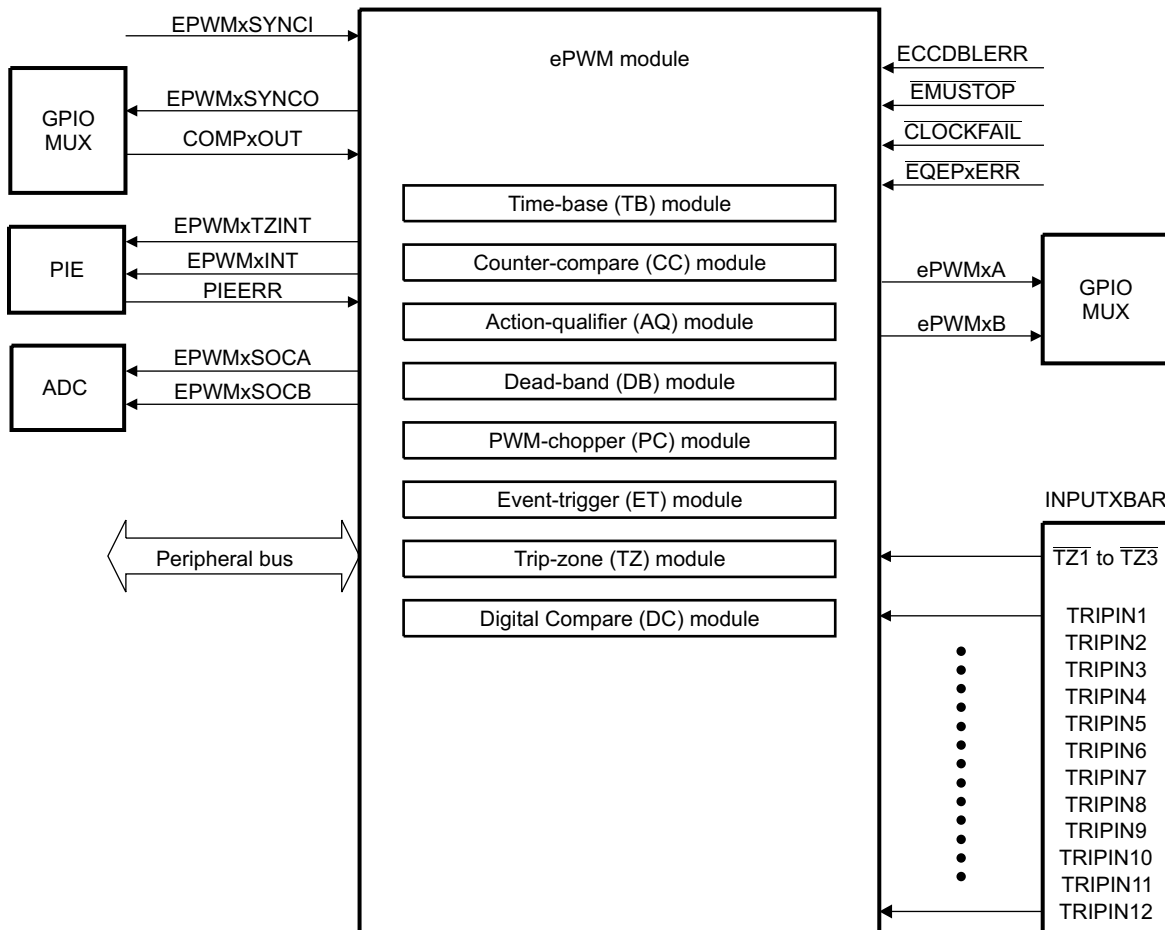 EPWMxSYNCI
ePWM module
ECCDBLERR
EMUSTOP
EPWMxSYNCO
GPIO
MUX
COMPxOUT
CLOCKFAIL
EQEPxERR
Time-base (TB) module
EPWMxTZINT
PIE
EPWMxINT
PIEERR
Counter-compare (CC) module
ePWMxA
GPIO
MUX
Action-qualifier (AQ) module
ePWMxB
EPWMxSOCA
ADC
EPWMxSOCB
Dead-band (DB) module
PWM-chopper (PC) module
Event-trigger (ET) module
INPUTXBAR
Peripheral bus
Trip-zone (TZ) module
TZ1 to TZ3
Digital Compare (DC) module
TRIPIN1
TRIPIN2
TRIPIN3
TRIPIN4
TRIPIN5
TRIPIN6
TRIPIN7
TRIPIN8
TRIPIN9
TRIPIN10
TRIPIN11
TRIPIN12